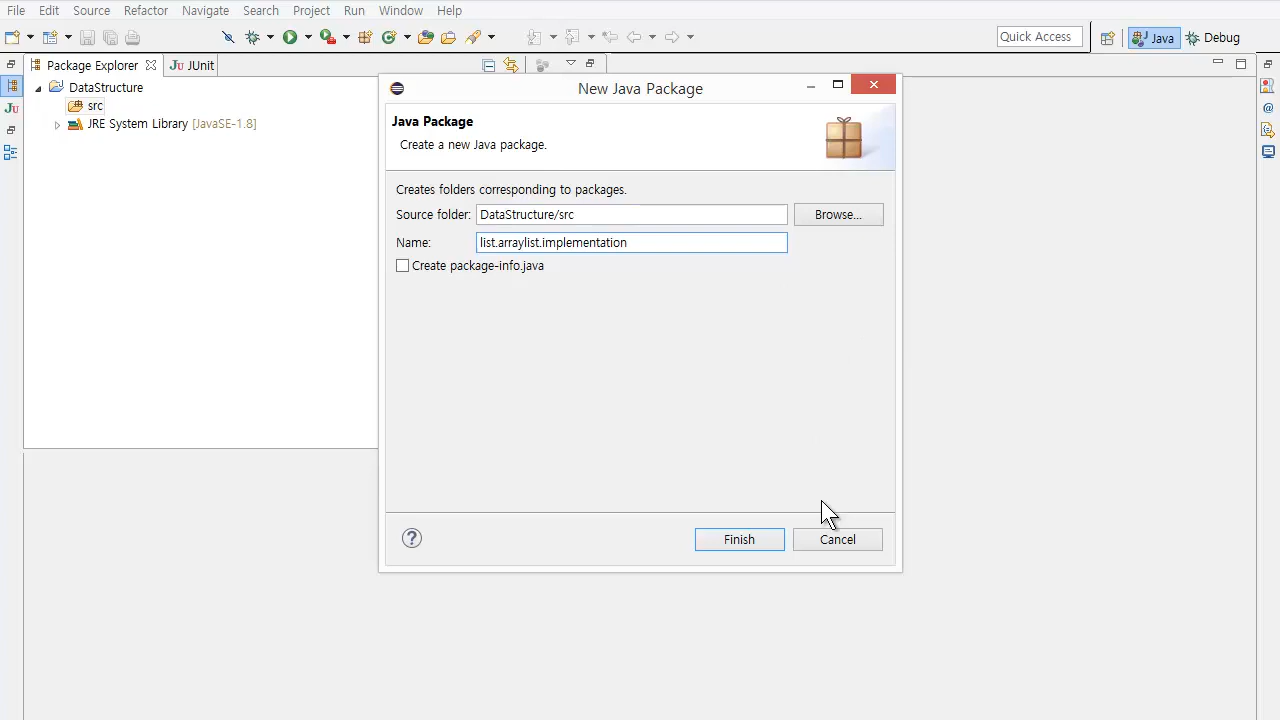 File Edit Source Refactor Navigate Search Project Run Window Help
Quick Access Java Debug
Package Explorer JUnit
DataStructure
src
JRE System Library [JavaSE-1.8]
New Java Package
Java Package
Create a new Java package.
Creates folders corresponding to packages.
Source folder: DataStructure/src Browse...
Name: list.arraylist.implementation
Create package-info.java
Finish Cancel